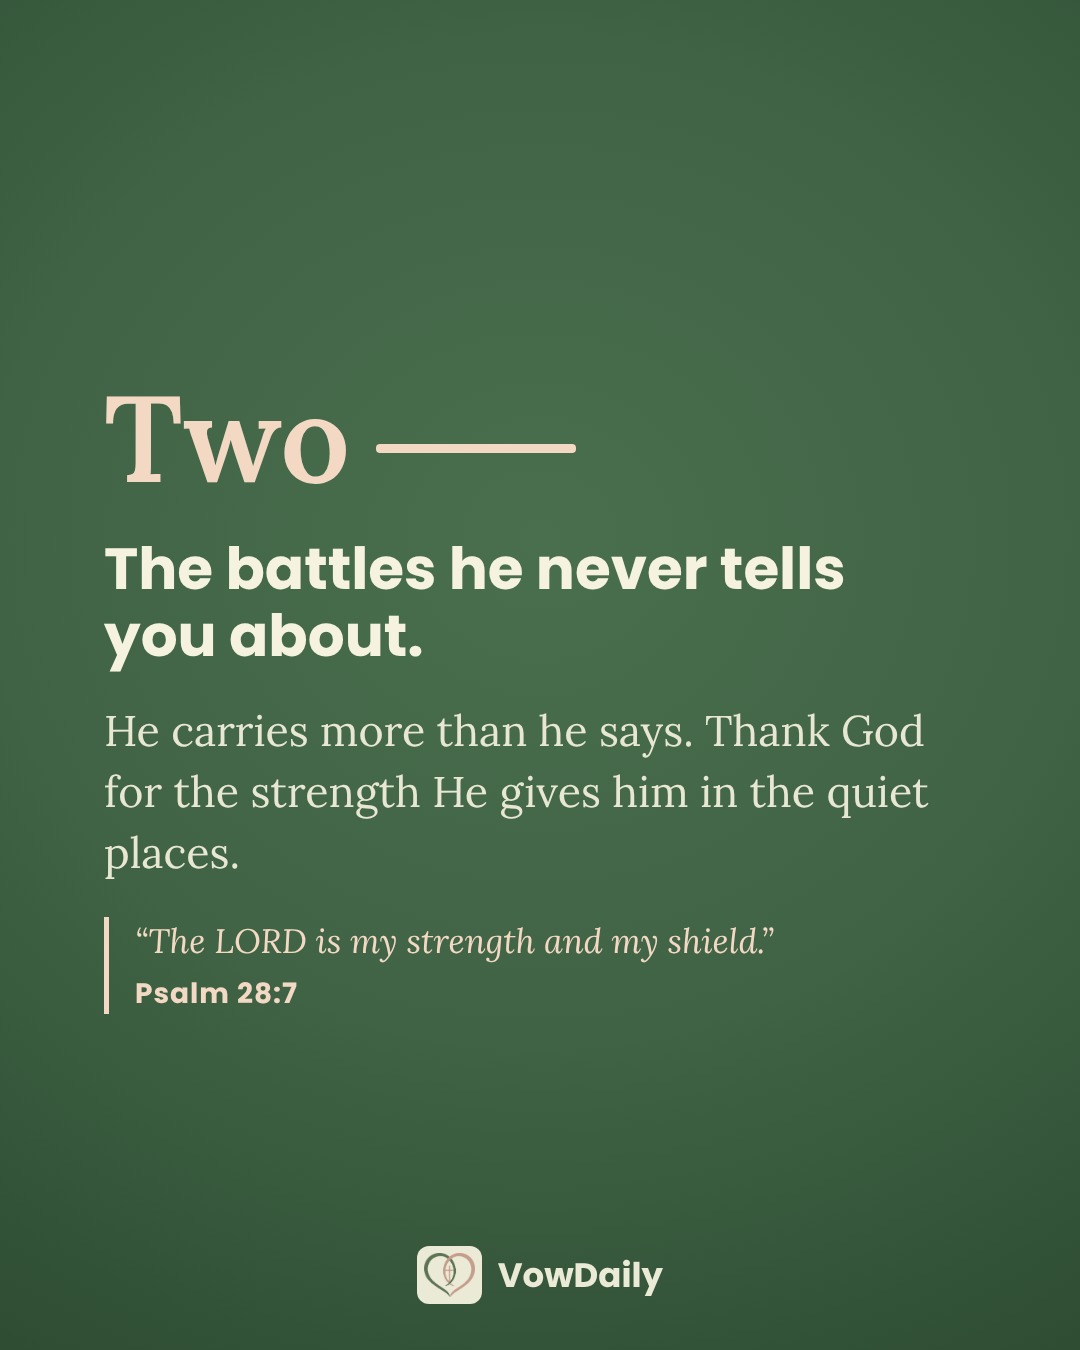 Two
The battles he never tells
you about.
He carries more than he says. Thank God
for the strength He gives him in the quiet
places.
“The LORD is my strength and my shield.”
Psalm 28:7
VowDaily